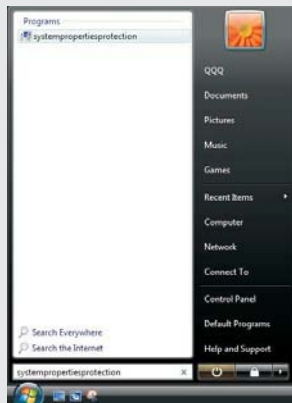 Programs
systempropertiesprotection
Search Everywhere
Search the Internet
systempropertiesprotection
QQQ
Documents
Pictures
Music
Games
Recent Items
Computer
Network
Connect To
Control Panel
Default Programs
Help and Support